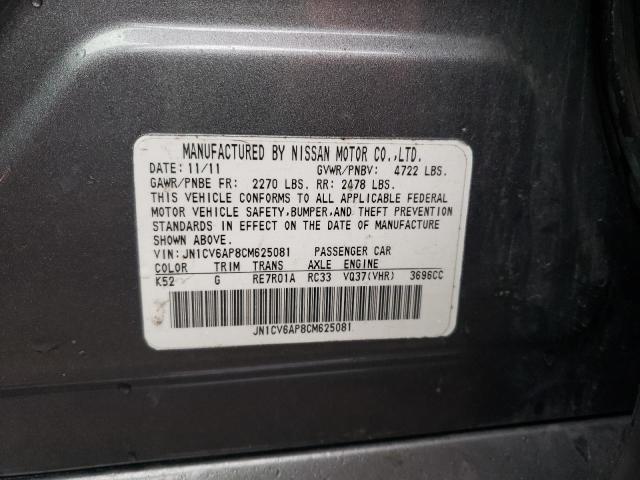 MANUFACTURED BY NISSAN MOTOR CO.,LTD.
DATE: 11/11 GVWR/PNBV: 4722 LBS.
GAWR/PNBE FR: 2270 LBS. RR: 2478 LBS.
THIS VEHICLE CONFORMS TO ALL APPLICABLE FEDERAL
MOTOR VEHICLE SAFETY,BUMPER,AND THEFT PREVENTION
STANDARDS IN EFFECT ON THE DATE OF MANUFACTURE
SHOWN ABOVE.
VIN: JN1CV6AP8CM625081 PASSENGER CAR
COLOR TRIM TRANS AXLE ENGINE
K52 G RE7R01A RC33 VQ37(VHR) 3696CC
JN1CV6AP8CM625081